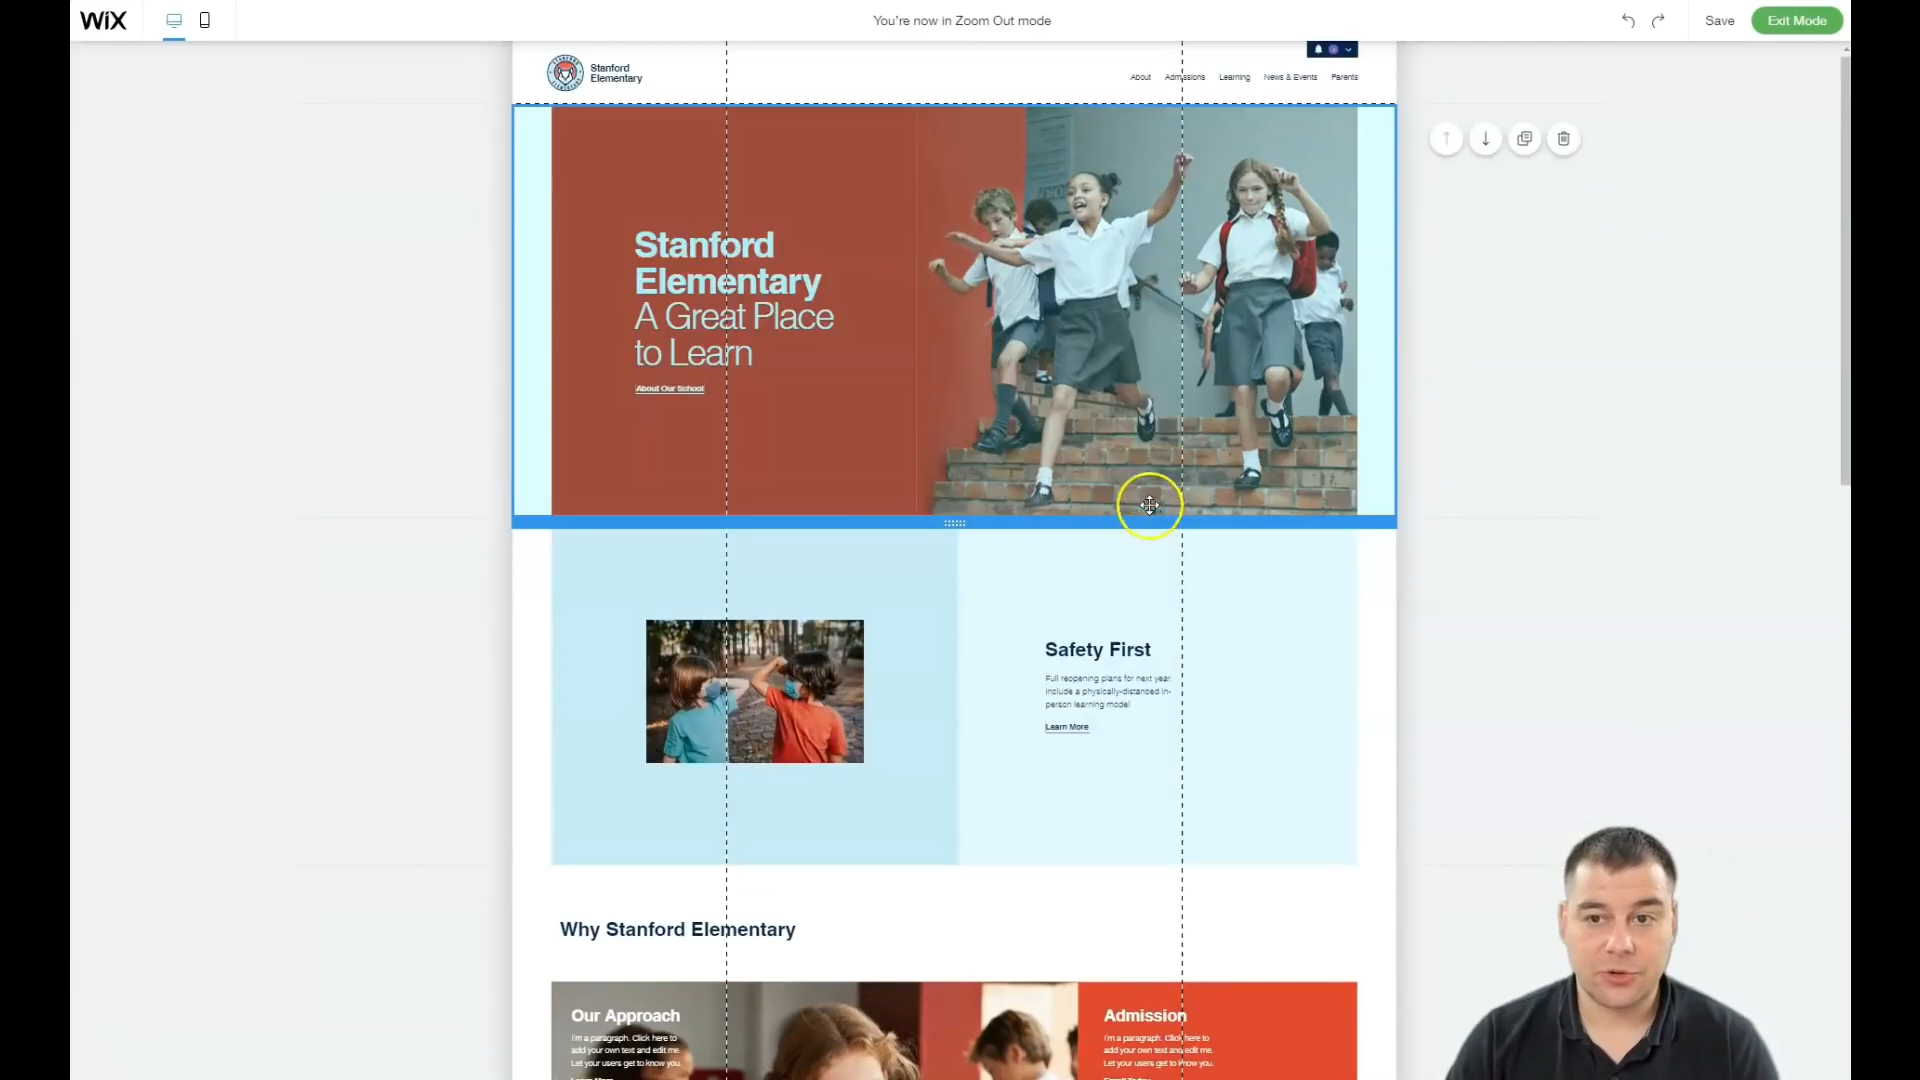 WiX
You're now in Zoom Out mode
Save
Exit Mode
Stanford
Elementary
About
Admissions
Learning
News & Events
Parents
Stanford
Elementary
A Great Place
to Learn
About Our School
Safety First
Full reopening plans for next year,
include a physically-distanced in-
person learning model
Learn More
Why Stanford Elementary
Our Approach
I'm a paragraph. Click here to
add your own text and edit me.
Let your users get to know you.
Admission
I'm a paragraph. Click here to
add your own text and edit me.
Let your users get to know you.